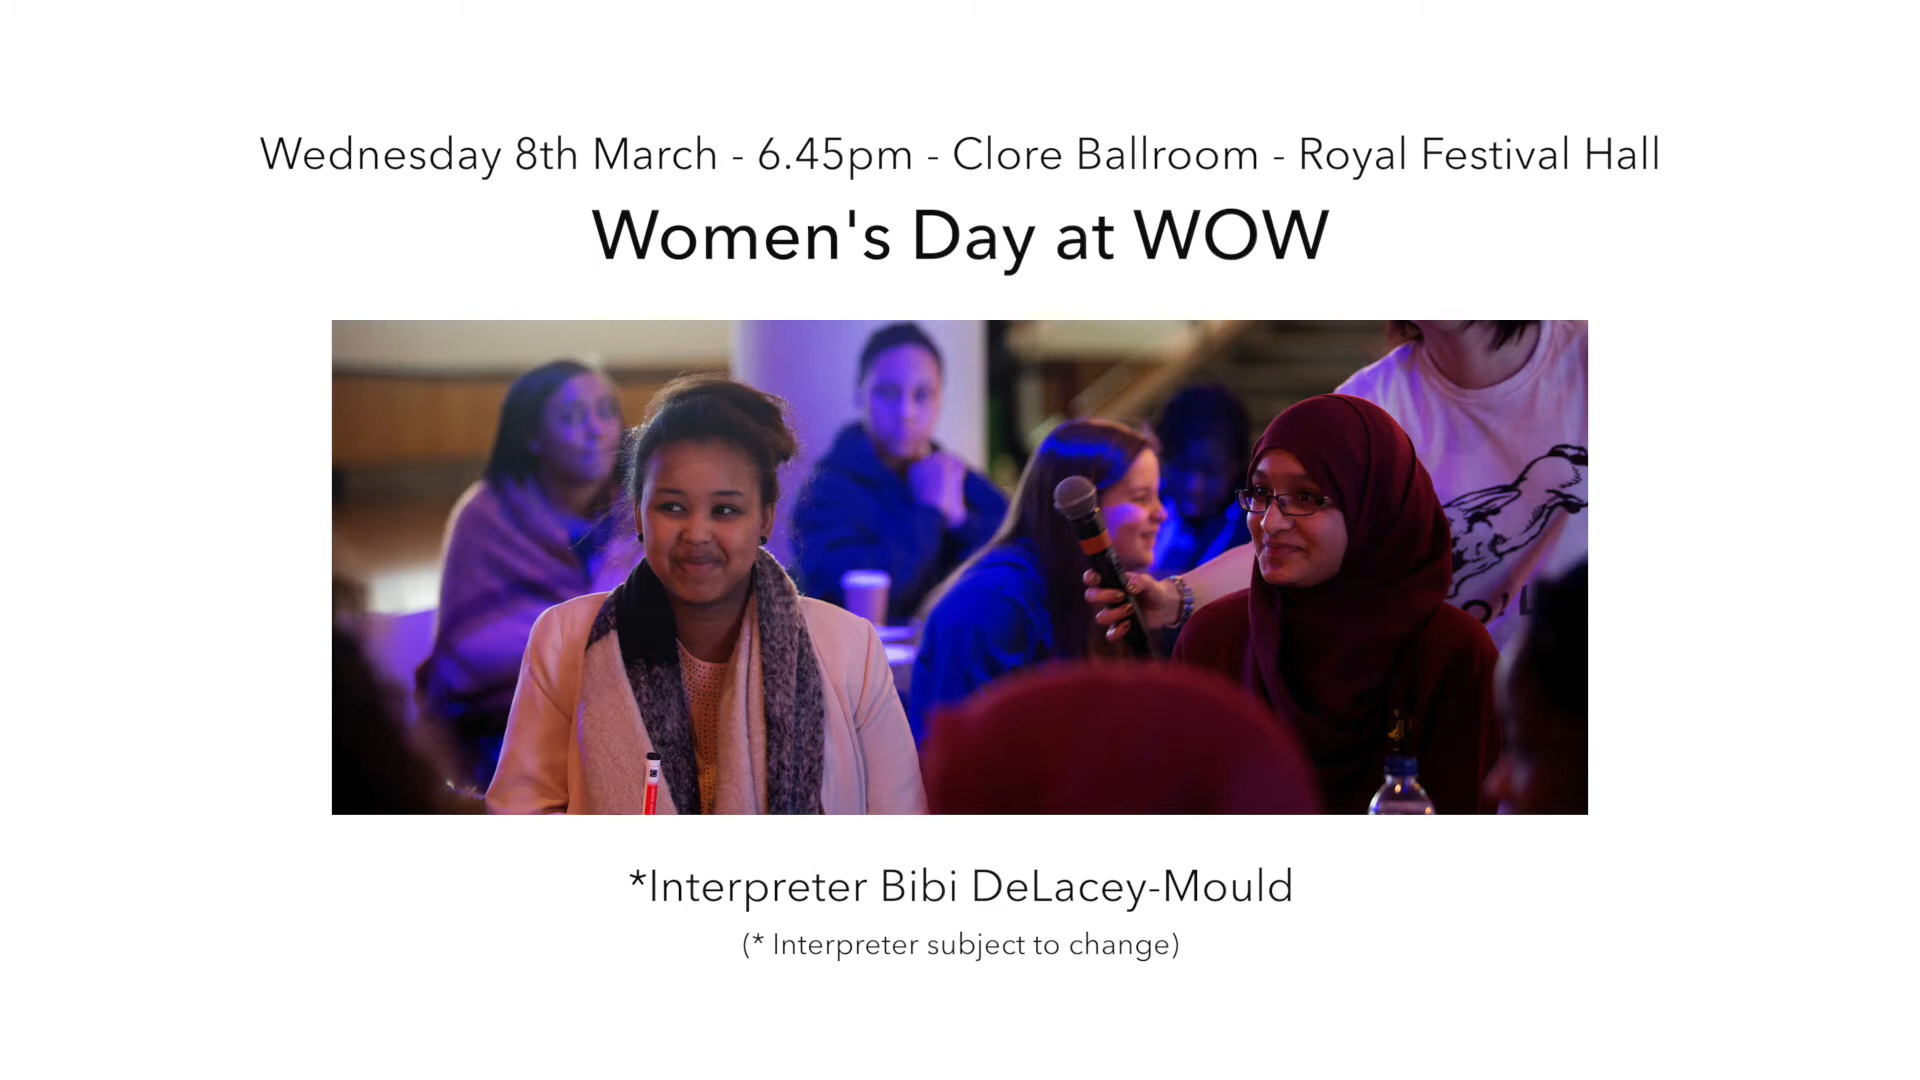 Wednesday 8th March - 6.45pm - Clore Ballroom - Royal Festival Hall
Women's Day at WOW
*Interpreter Bibi DeLacey-Mould
(* Interpreter subject to change)